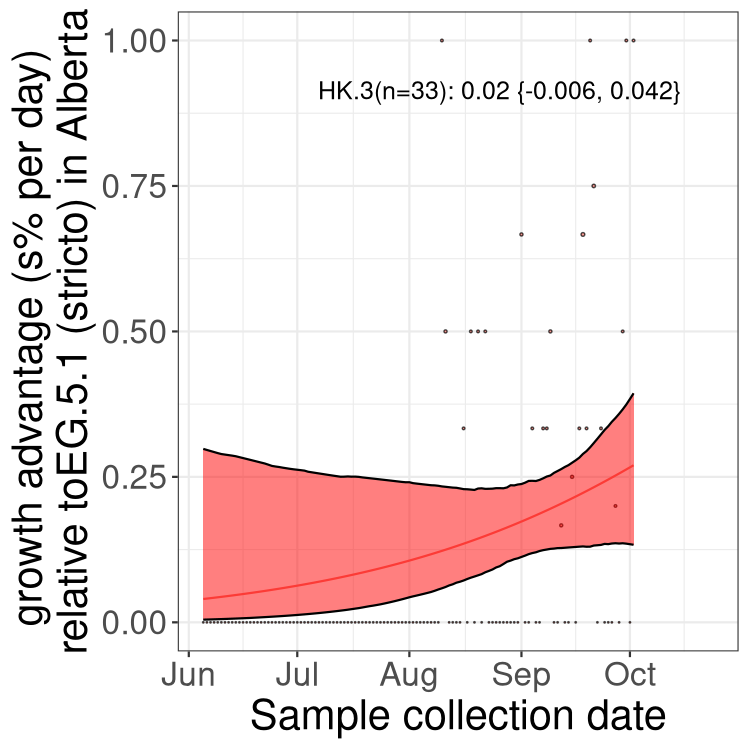 growth advantage (s% per day)
relative toEG.5.1 (stricto) in Alberta
1.00
0.75
0.50
0.25
0.00
HK.3(n=33): 0.02 {-0.006, 0.042}
Jun Jul Aug Sep Oct
Sample collection date